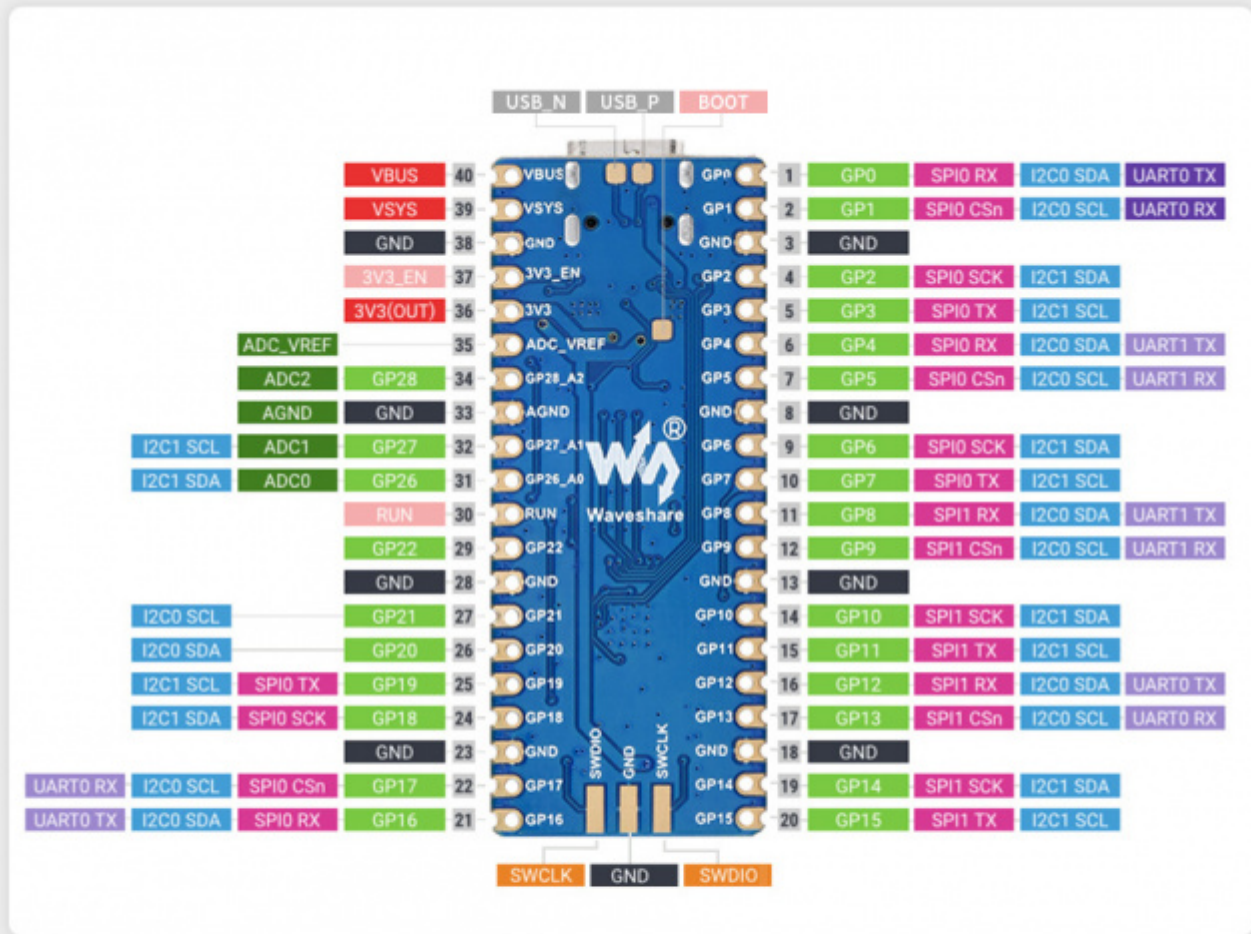 USB_N USB_P BOOT
VBUS 40 VBUS GP0 1 GP0 SPI0 RX I2C0 SDA UART0 TX
VSYS 39 VSYS GP1 2 GP1 SPI0 CSn I2C0 SCL UART0 RX
GND 38 GND GND 3 GND
3V3_EN 37 3V3_EN GP2 4 GP2 SPI0 SCK I2C1 SDA
3V3(OUT) 36 3V3 GP3 5 GP3 SPI0 TX I2C1 SCL
ADC_VREF 35 ADC_VREF GP4 6 GP4 SPI0 RX I2C0 SDA UART1 TX
ADC2 GP28 34 GP28_A2 GP5 7 GP5 SPI0 CSn I2C0 SCL UART1 RX
AGND GND 33 AGND GND 8 GND
I2C1 SCL ADC1 GP27 32 GP27_A1 GP6 9 GP6 SPI0 SCK I2C1 SDA
I2C1 SDA ADC0 GP26 31 GP26_A0 GP7 10 GP7 SPI0 TX I2C1 SCL
RUN 30 RUN Waveshare ® GP8 11 GP8 SPI1 RX I2C0 SDA UART1 TX
GP22 29 GP22 GP9 12 GP9 SPI1 CSn I2C0 SCL UART1 RX
GND 28 GND GND 13 GND
I2C0 SCL GP21 27 GP21 GP10 14 GP10 SPI1 SCK I2C1 SDA
I2C0 SDA GP20 26 GP20 GP11 15 GP11 SPI1 TX I2C1 SCL
I2C1 SCL SPI0 TX GP19 25 GP19 GP12 16 GP12 SPI1 RX I2C0 SDA UART0 TX
I2C1 SDA SPI0 SCK GP18 24 GP18 GP13 17 GP13 SPI1 CSn I2C0 SCL UART0 RX
GND 23 GND SWDIO GND SWCLK GND 18 GND
UART0 RX I2C0 SCL SPI0 CSn GP17 22 GP17 GP14 19 GP14 SPI1 SCK I2C1 SDA
UART0 TX I2C0 SDA SPI0 RX GP16 21 GP16 GP15 20 GP15 SPI1 TX I2C1 SCL
SWCLK GND SWDIO